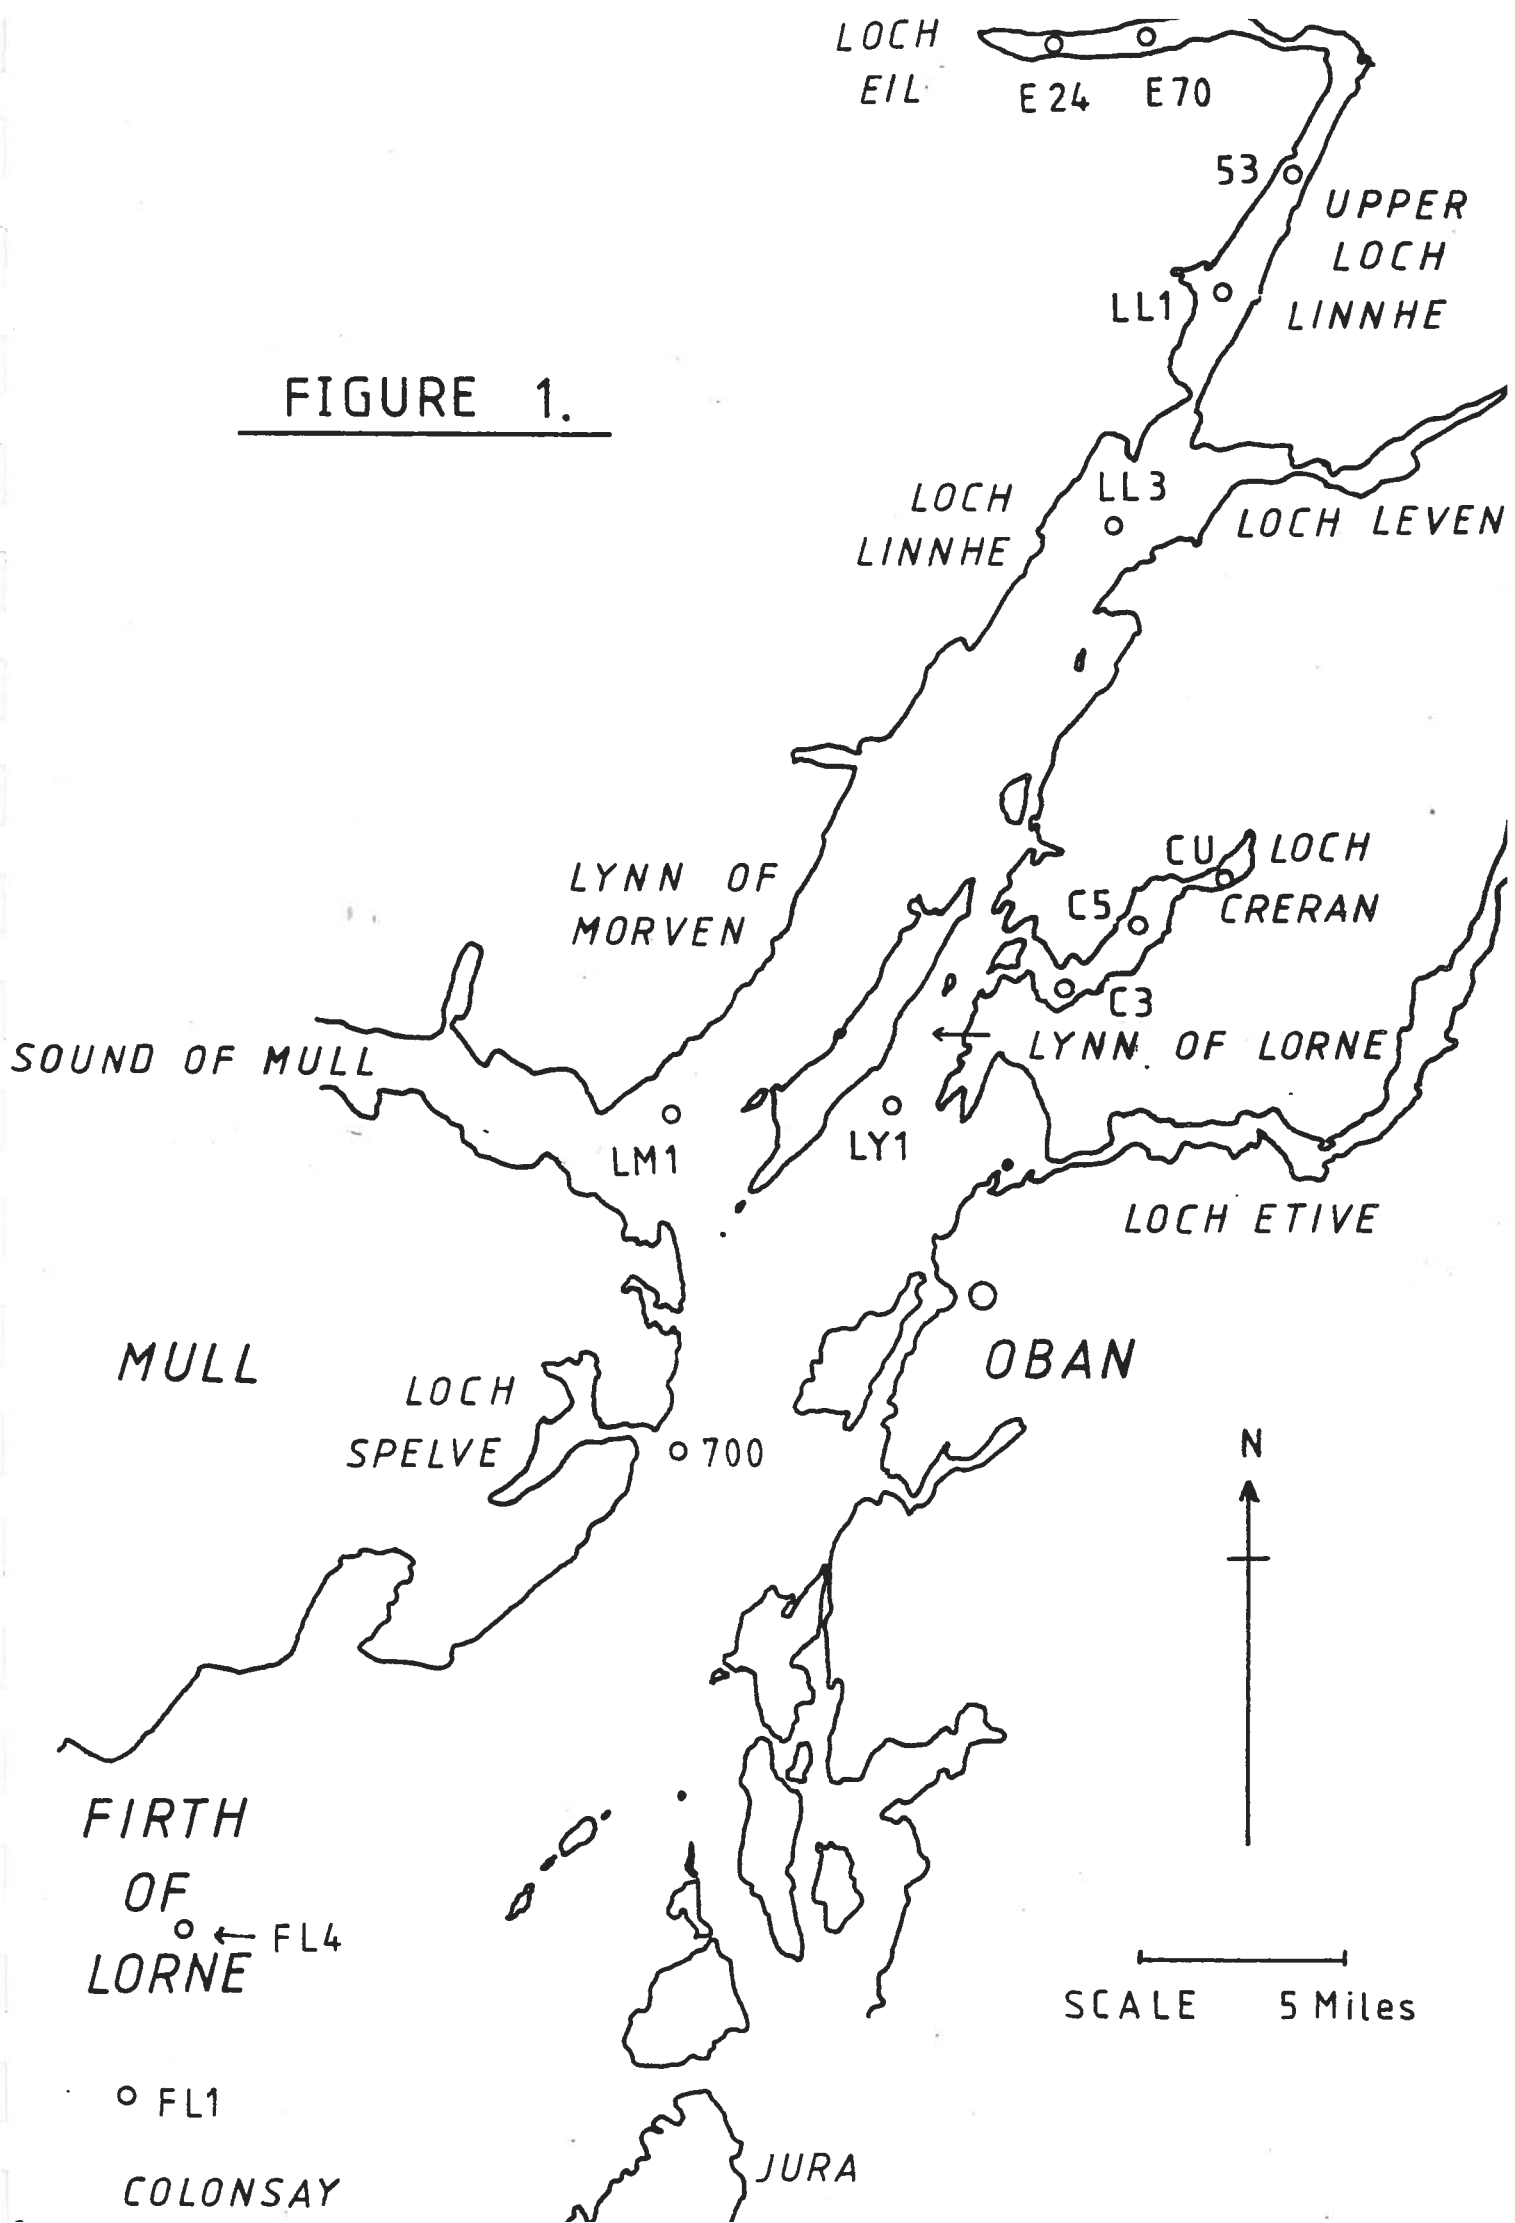 LOCH
EIL
E24
E70
53
UPPER
LOCH
LINNHE
LL1
FIGURE 1.
LL3
LOCH
LINNHE
LOCH LEVEN
CU
LOCH
CRERAN
C5
C3
LYNN OF
MORVEN
LYNN OF LORNE
SOUND OF MULL
LM1
LY1
LOCH ETIVE
MULL
OBAN
LOCH
SPELVE
700
N
FIRTH
OF
LORNE
FL4
SCALE 5 Miles
FL1
COLONSAY
JURA